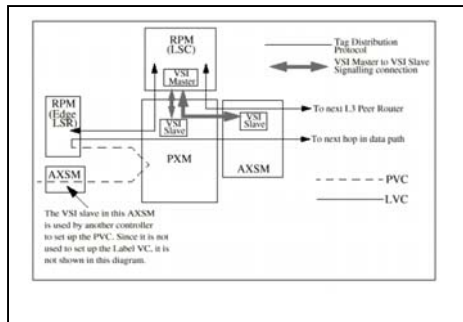 RPM
(LSC)
VSI
Master
Tag Distribution
Protocol
VSI Master to VSI Slave
Signalling connection
RPM
(Edge
LSR)
VSI
Slave
VSI
Slave
To next L3 Peer Router
To next hop in data path
PXM
AXSM
AXSM
PVC
LVC
The VSI slave in this AXSM
is used by another controller
to set up the PVC. Since it is not
used to set up the Label VC, it is
not shown in this diagram.